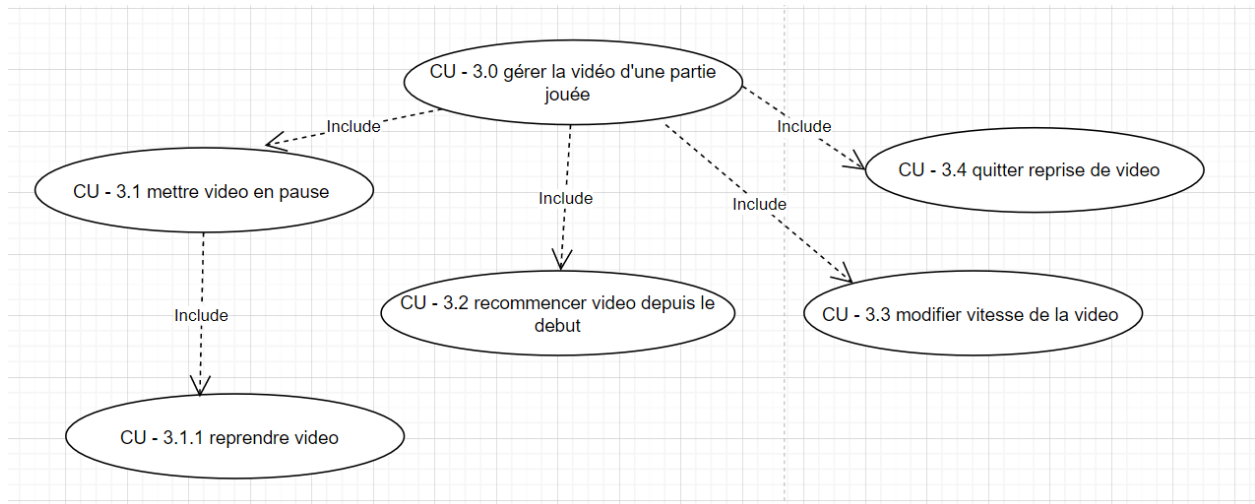 CU - 3.0 gérer la vidéo d'une partie
jouée
Include
Include
CU - 3.4 quitter reprise de video
CU - 3.1 mettre video en pause
Include
Include
CU - 3.2 recommencer video depuis le
debut
CU - 3.3 modifier vitesse de la video
Include
CU - 3.1.1 reprendre video